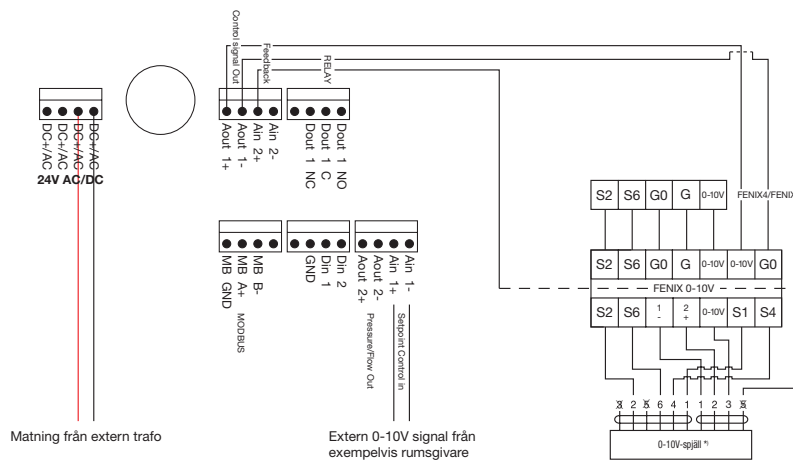 Control signal Out
Feedback
RELAY
DC+/AC
DC+/AC
DC+/AC
DC+/AC
24V AC/DC
Aout 1+
Aout 1-
Ain 2+
Ain 2-
Dout 1 NC
Dout 1 C
Dout 1 NO
S2 S6 G0 G 0-10V FENIX4/FENIX
MB GND
MB A+
MB B-
MODBUS
GND
Din 1
Din 2
Aout 2+
Aout 2-
Ain 1+
Ain 1-
Pressure/Flow Out
Setpoint Control in
S2 S6 G0 G 0-10V 0-10V G0
FENIX 0-10V
S2 S6 1 - 2 + 0-10V S1 S4
3 2 5 6 4 1 1 2 3 5
0-10V-spjäll *)
Matning från extern trafo
Extern 0-10V signal från
exempelvis rumsgivare